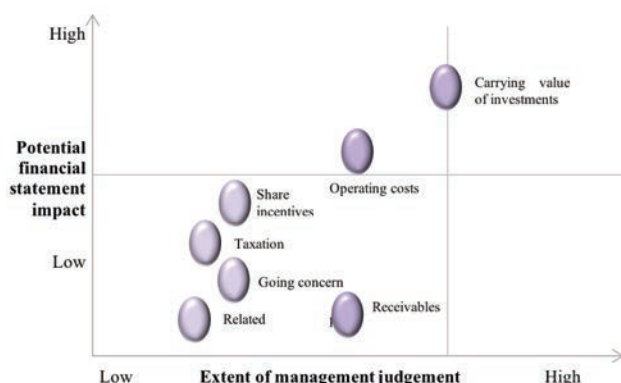 High
Carrying value
of investments
Potential
financial
statement
impact
Operating costs
Share
incentives
Taxation
Low
Going concern
Receivables
Related
Low
Extent of management judgement
High